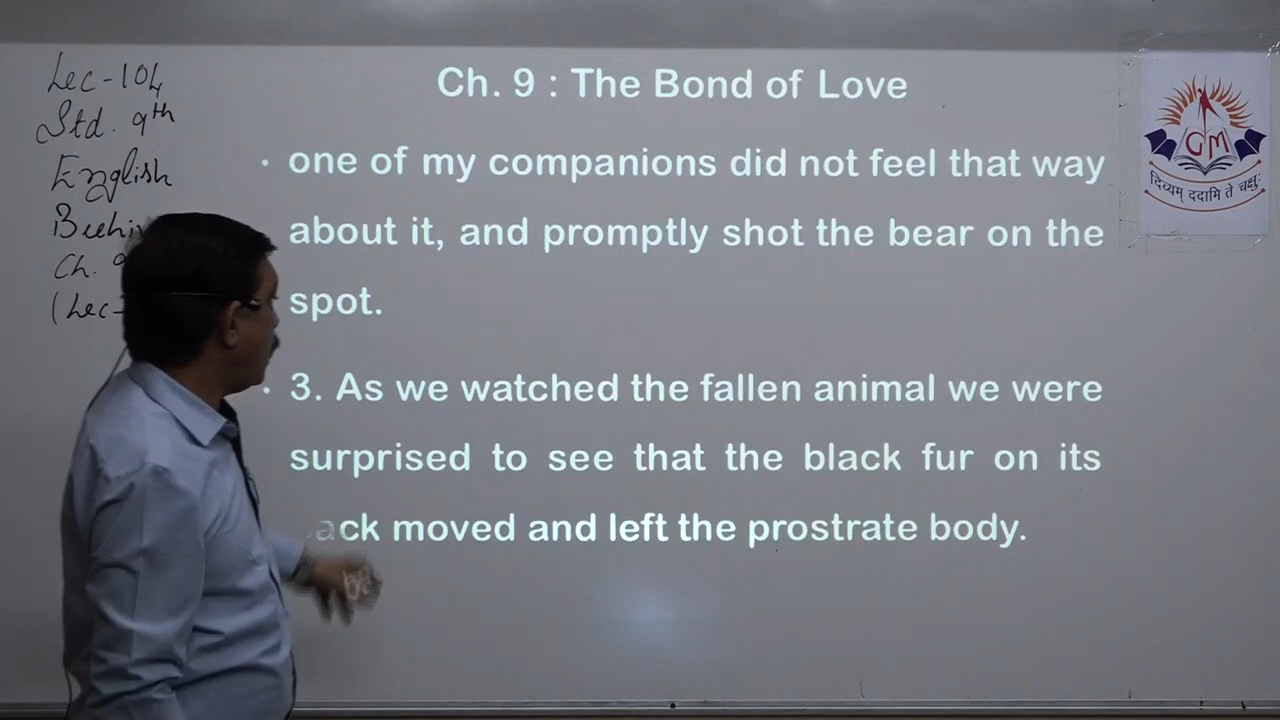 Lec-104
Std. 9th
English
Ch.
(Lec-
Ch. 9 : The Bond of Love
• one of my companions did not feel that way
about it, and promptly shot the bear on the
spot.
• 3. As we watched the fallen animal we were
surprised to see that the black fur on its
moved and left the prostrate body.
GM
दिव्यम् ददामि ते चक्षुः